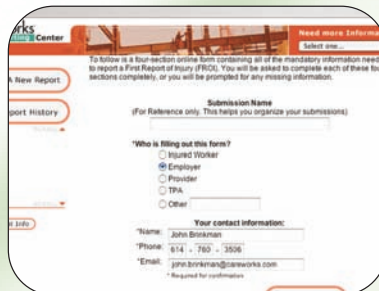 rks
ting Center
Need more Informa
Select one...
To follow is a four-section online form containing all of the mandatory information need
to report a First Report of Injury (FROI). You will be asked to complete each of these fou
sections completely, or you will be prompted for any missing information.
A New Report
port History
Submission Name
(For Reference only. This helps you organize your submissions)
*Who is filling out this form?
Injured Worker
Employer
Provider
TPA
Other
t Info
Your contact information:
*Name: John Brinkman
*Phone: 614 - 760 - 3506
*Email: john.brinkman@careworks.com
* Required for confirmation